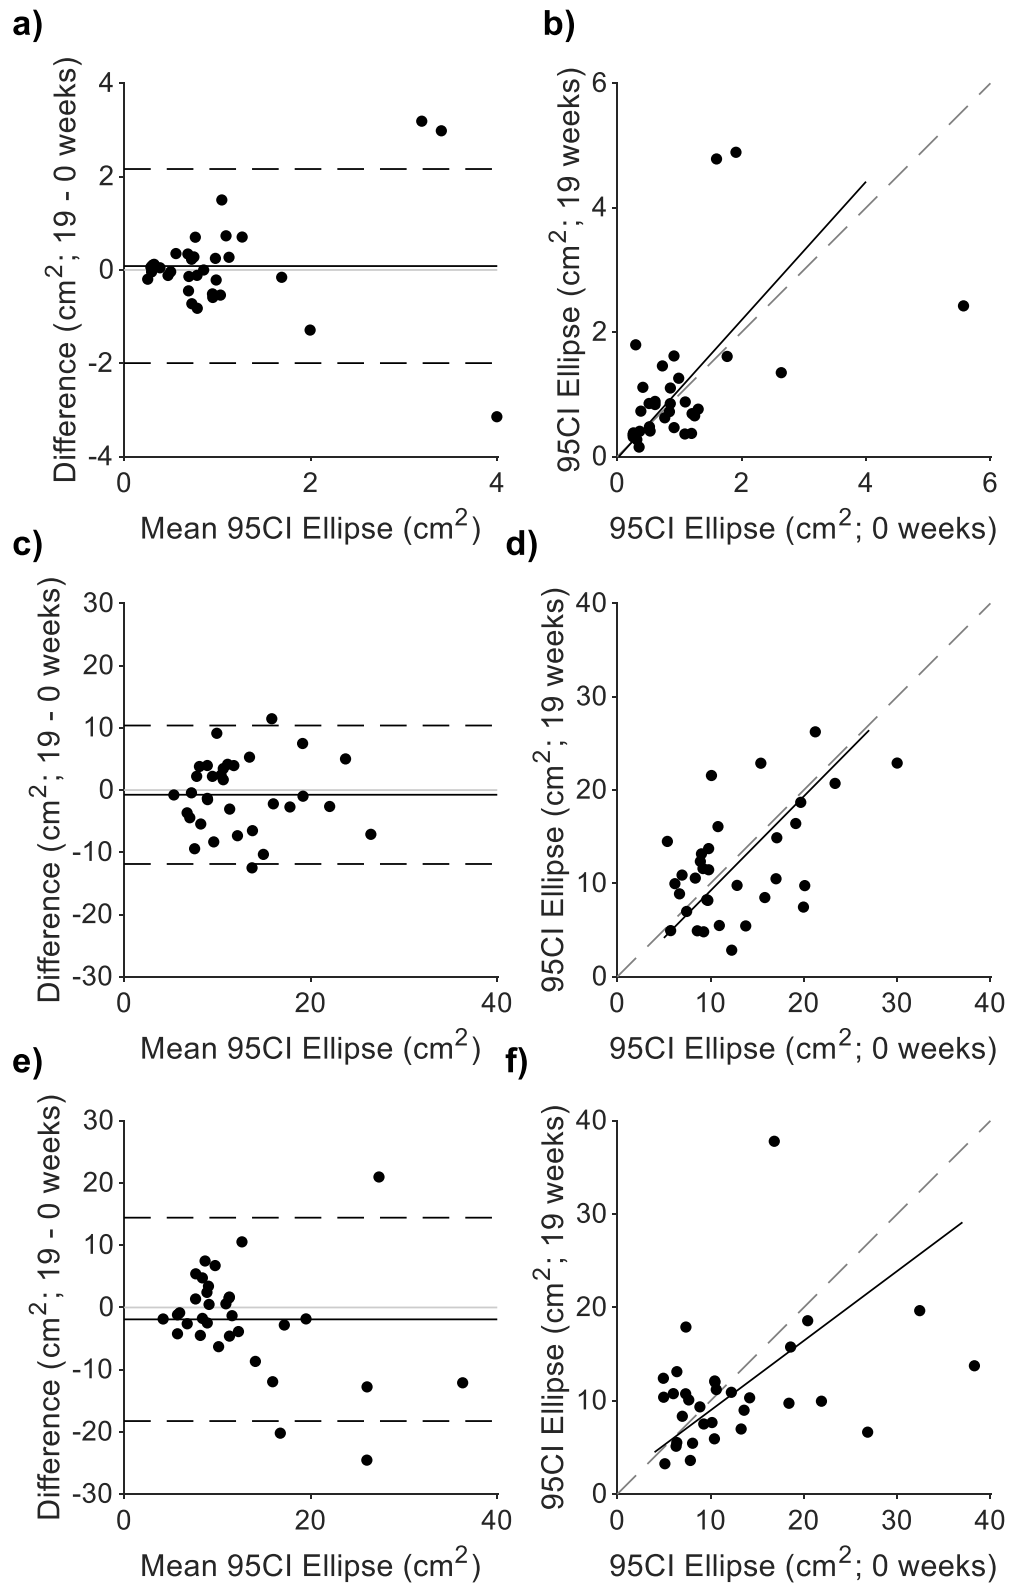 a)
b)
Difference (cm²; 19 - 0 weeks)
4
2
0
-2
-4
0 2 4
Mean 95CI Ellipse (cm²)
95CI Ellipse (cm²; 19 weeks)
6
4
2
0
0 2 4 6
95CI Ellipse (cm²; 0 weeks)
c)
d)
Difference (cm²; 19 - 0 weeks)
30
20
10
0
-10
-20
-30
0 20 40
Mean 95CI Ellipse (cm²)
95CI Ellipse (cm²; 19 weeks)
40
30
20
10
0
0 10 20 30 40
95CI Ellipse (cm²; 0 weeks)
e)
f)
Difference (cm²; 19 - 0 weeks)
30
20
10
0
-10
-20
-30
0 20 40
Mean 95CI Ellipse (cm²)
95CI Ellipse (cm²; 19 weeks)
40
30
20
10
0
0 10 20 30 40
95CI Ellipse (cm²; 0 weeks)